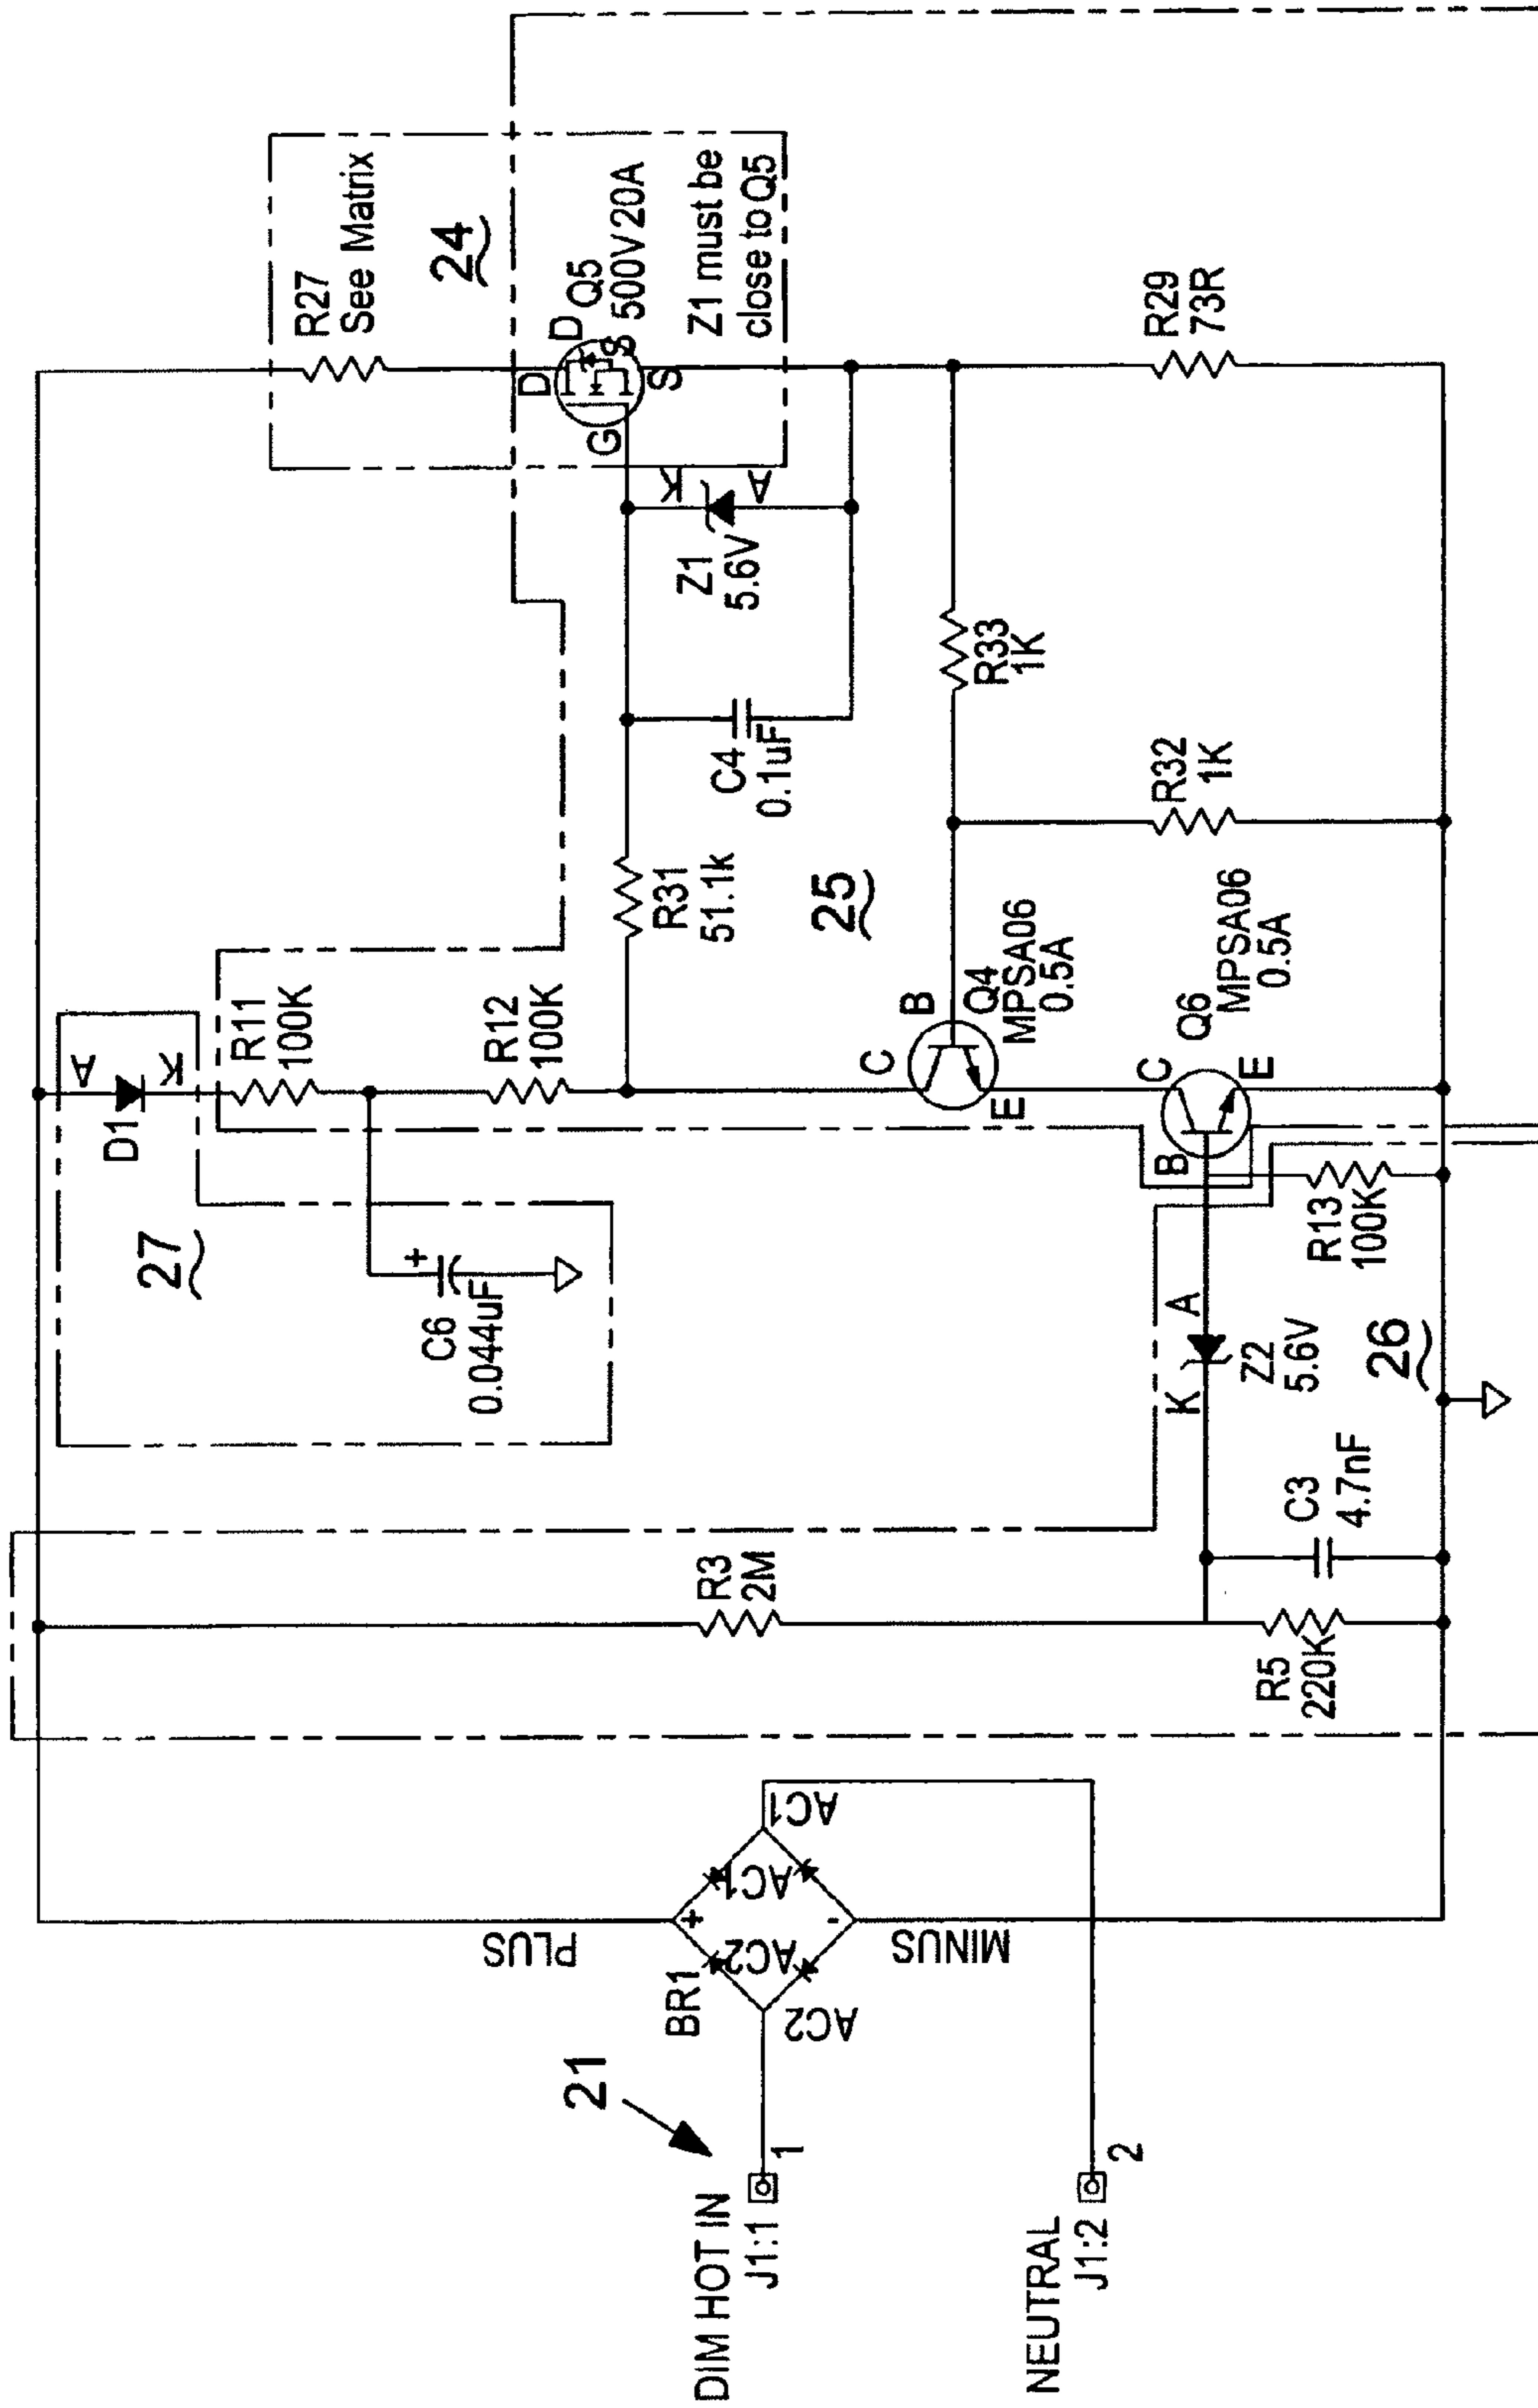 DIM HOT IN
J1:1
1
21
NEUTRAL
J1:2
2
BR1
AC2
AC2
AC1
AC1
+
-
PLUS
MINUS
R3
2M
R5
220K
C3
4.7nF
K
A
Z2
5.6V
26
R13
100K
27
C6
0.044uF
+
D1
A
K
R11
100K
R12
100K
C
B
E
Q4
MPSA06
0.5A
B
C
E
Q6
MPSA06
0.5A
25
R31
51.1k
C4
0.1uF
R32
1K
R33
1K
Z1
5.6V
K
A
G
D
D
S
S
Q5
500V20A
Z1 must be
close to Q5
24
R27
See Matrix
R29
73R